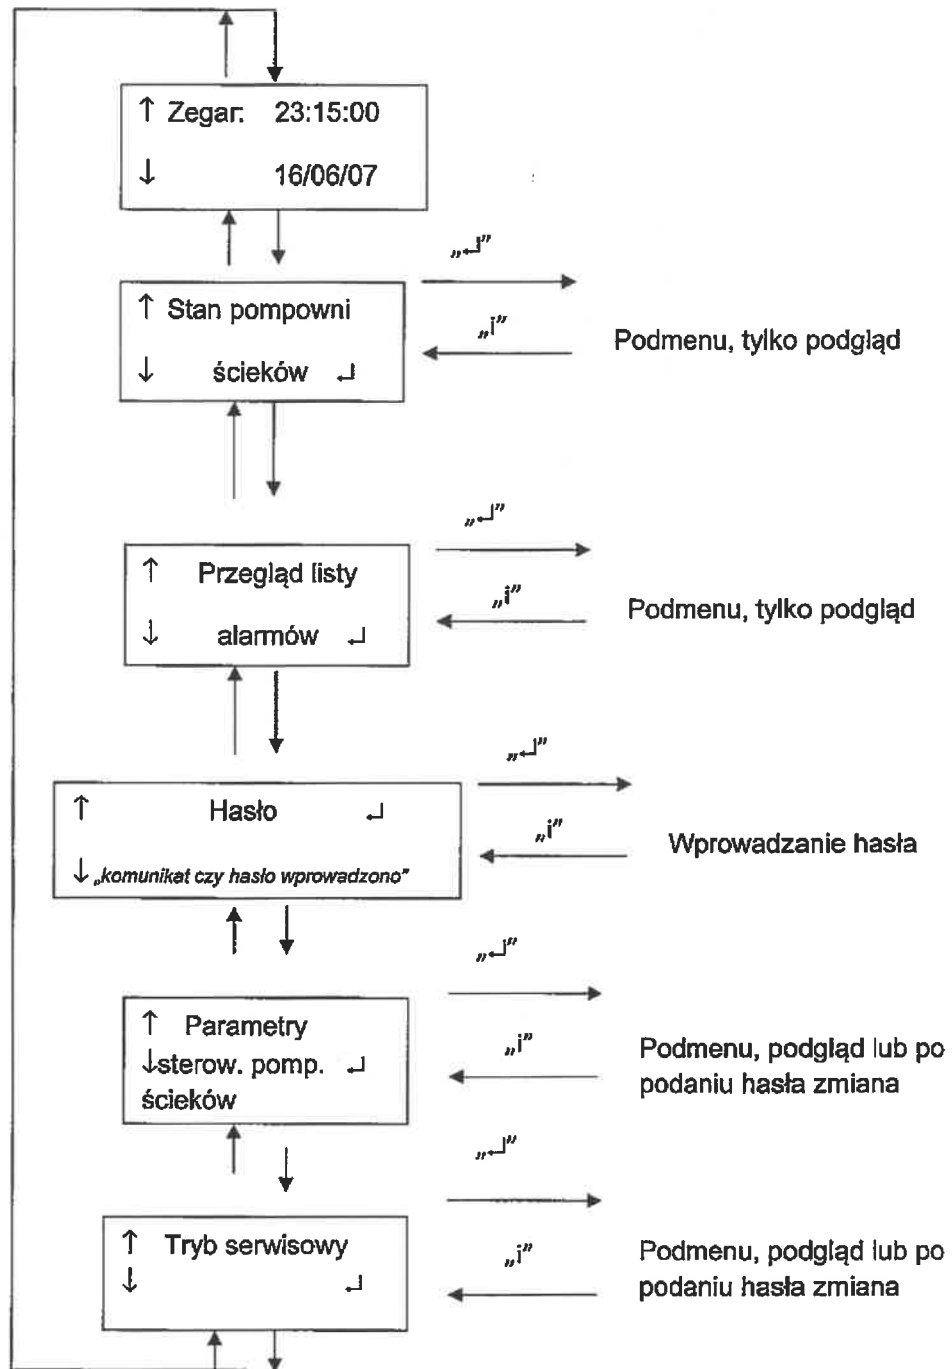 ↑ Zegar: 23:15:00
↓ 16/06/07
„↵”
↑ Stan pompowni
„i”
Podmenu, tylko podgląd
↓ ścieków ↵
„↵”
↑ Przegląd listy
„i”
Podmenu, tylko podgląd
↓ alarmów ↵
„↵”
↑ Hasło ↵
„i”
Wprowadzanie hasła
↓ „komunikat czy hasło wprowadzono”
„↵”
↑ Parametry
„i”
↓sterow. pomp. ↵
ścieków
Podmenu, podgląd lub po
podaniu hasła zmiana
„↵”
↑ Tryb serwisowy
↓ ↵
„i”
Podmenu, podgląd lub po
podaniu hasła zmiana